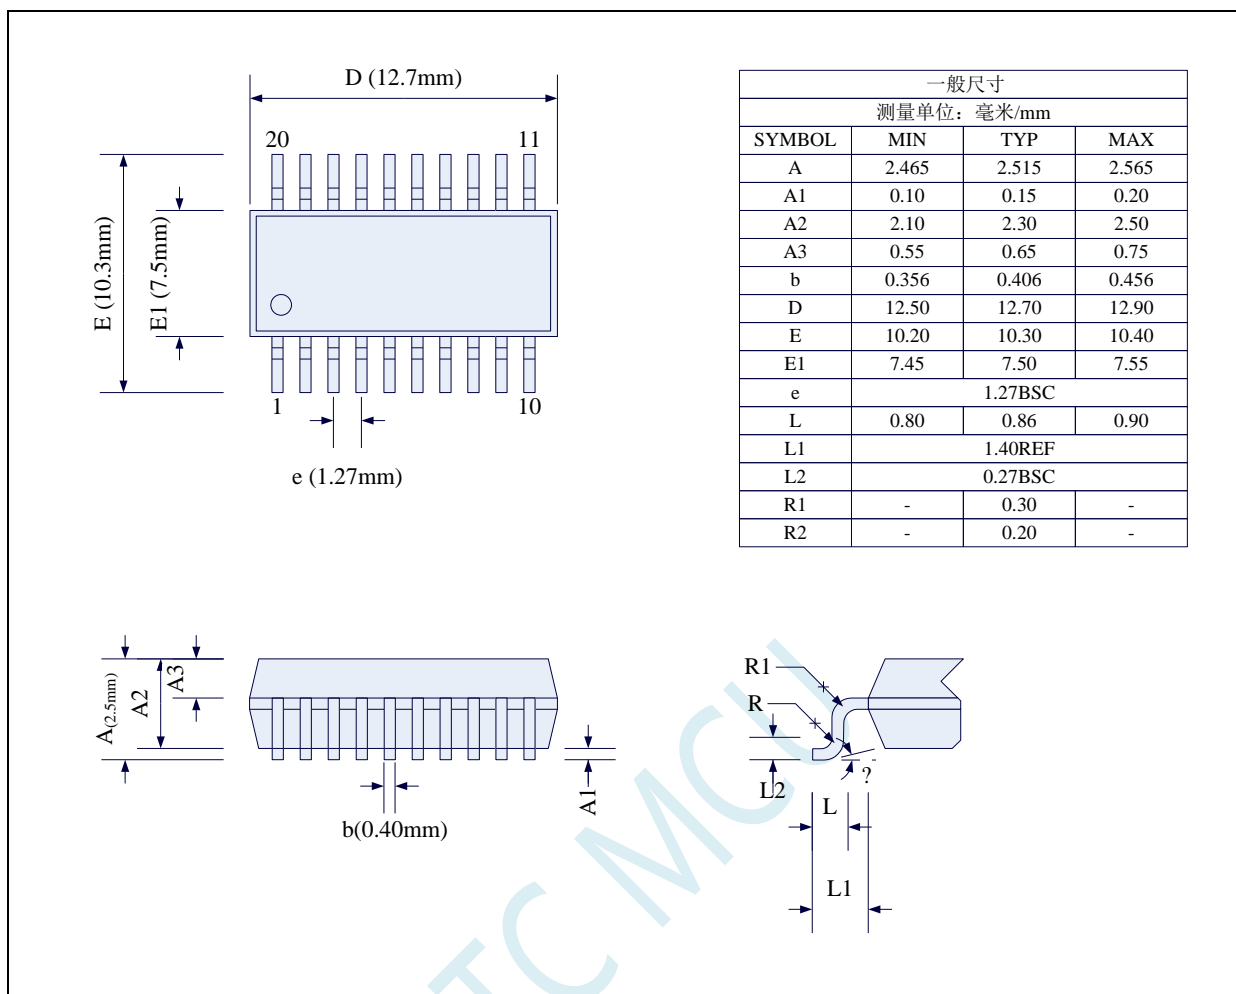 D (12.7mm)
20
11
E (10.3mm)
E1 (7.5mm)
1
10
e (1.27mm)
一般尺寸
测量单位：毫米/mm
SYMBOL MIN TYP MAX
A 2.465 2.515 2.565
A1 0.10 0.15 0.20
A2 2.10 2.30 2.50
A3 0.55 0.65 0.75
b 0.356 0.406 0.456
D 12.50 12.70 12.90
E 10.20 10.30 10.40
E1 7.45 7.50 7.55
e 1.27BSC
L 0.80 0.86 0.90
L1 1.40REF
L2 0.27BSC
R1 - 0.30 -
R2 - 0.20 -
A(2.5mm)
A2
A3
A1
b(0.40mm)
R1
R
L2
?
L
L1
TC MCU